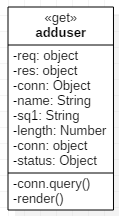 «get»
adduser
-req: object
-res: object
-conn: Object
-name: String
-sq1: String
-length: Number
-conn: object
-status: Object
-conn.query()
-render()